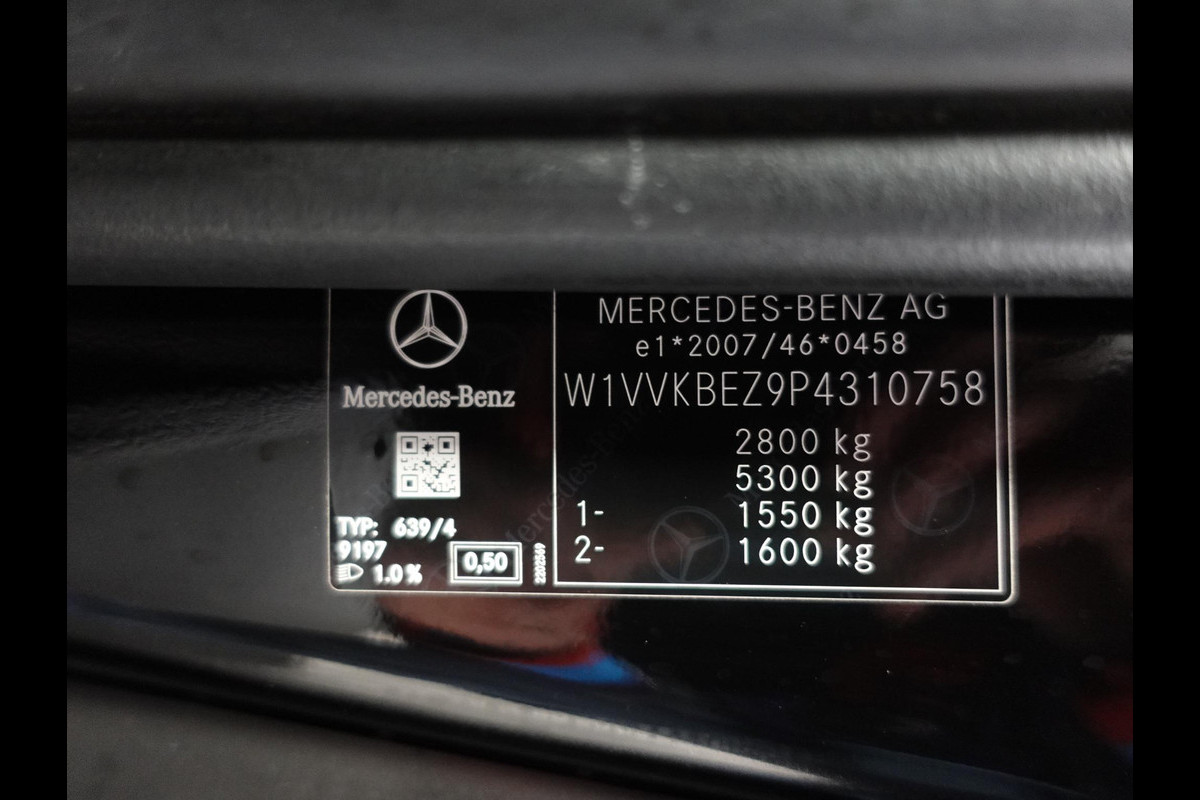 Mercedes-Benz
TYP: 639/4
9197
1.0%
0,50
2202569
MERCEDES-BENZ AG
e1*2007/46*0458
W1VVKBEZ9P4310758
2800 kg
5300 kg
1- 1550 kg
2- 1600 kg